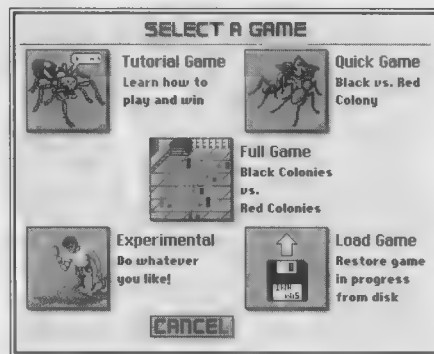 SELECT A GAME
Tutorial Game
Learn how to
play and win
Quick Game
Black vs. Red
Colony
Full Game
Black Colonies
vs.
Red Colonies
Experimental
Do whatever
you like!
Load Game
Restore game
in progress
from disk
CANCEL